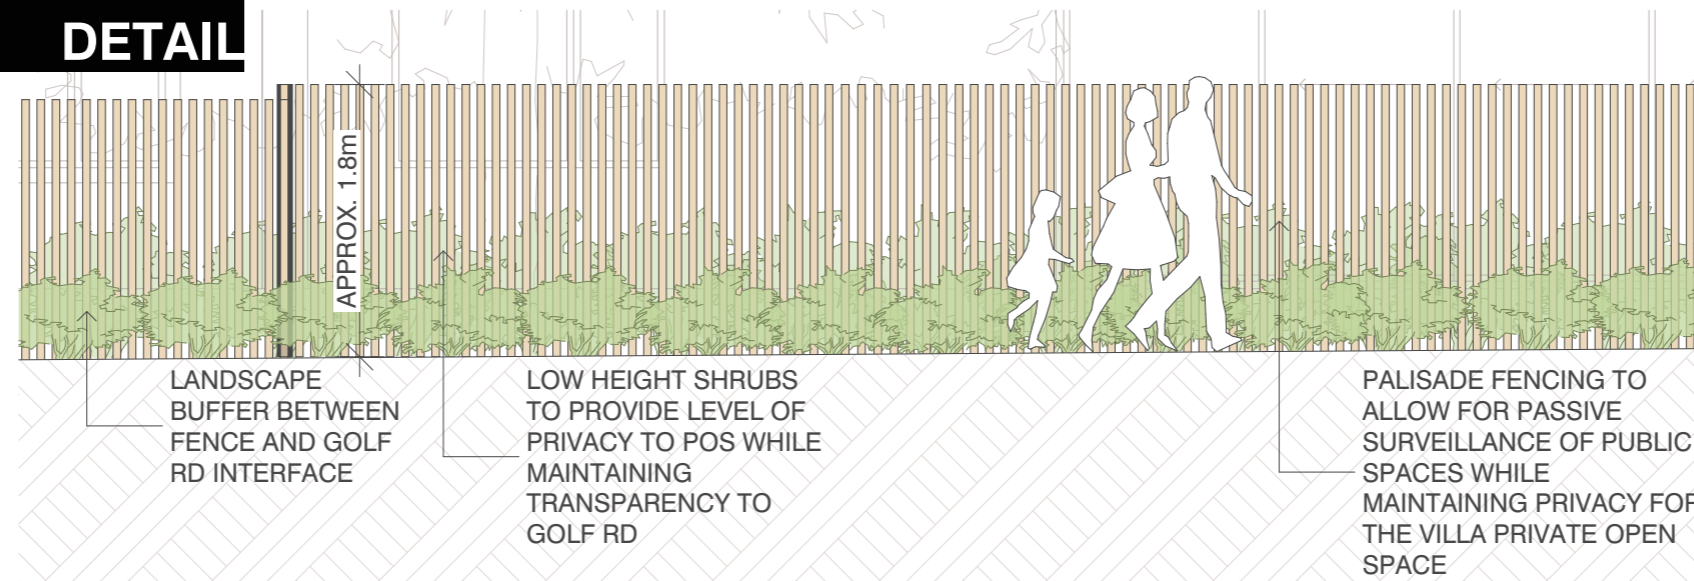 DETAIL
APPROX. 1.8m
LANDSCAPE
BUFFER BETWEEN
FENCE AND GOLF
RD INTERFACE
LOW HEIGHT SHRUBS
TO PROVIDE LEVEL OF
PRIVACY TO POS WHILE
MAINTAINING
TRANSPARENCY TO
GOLF RD
PALISADE FENCING TO
ALLOW FOR PASSIVE
SURVEILLANCE OF PUBLIC
SPACES WHILE
MAINTAINING PRIVACY FOR
THE VILLA PRIVATE OPEN
SPACE